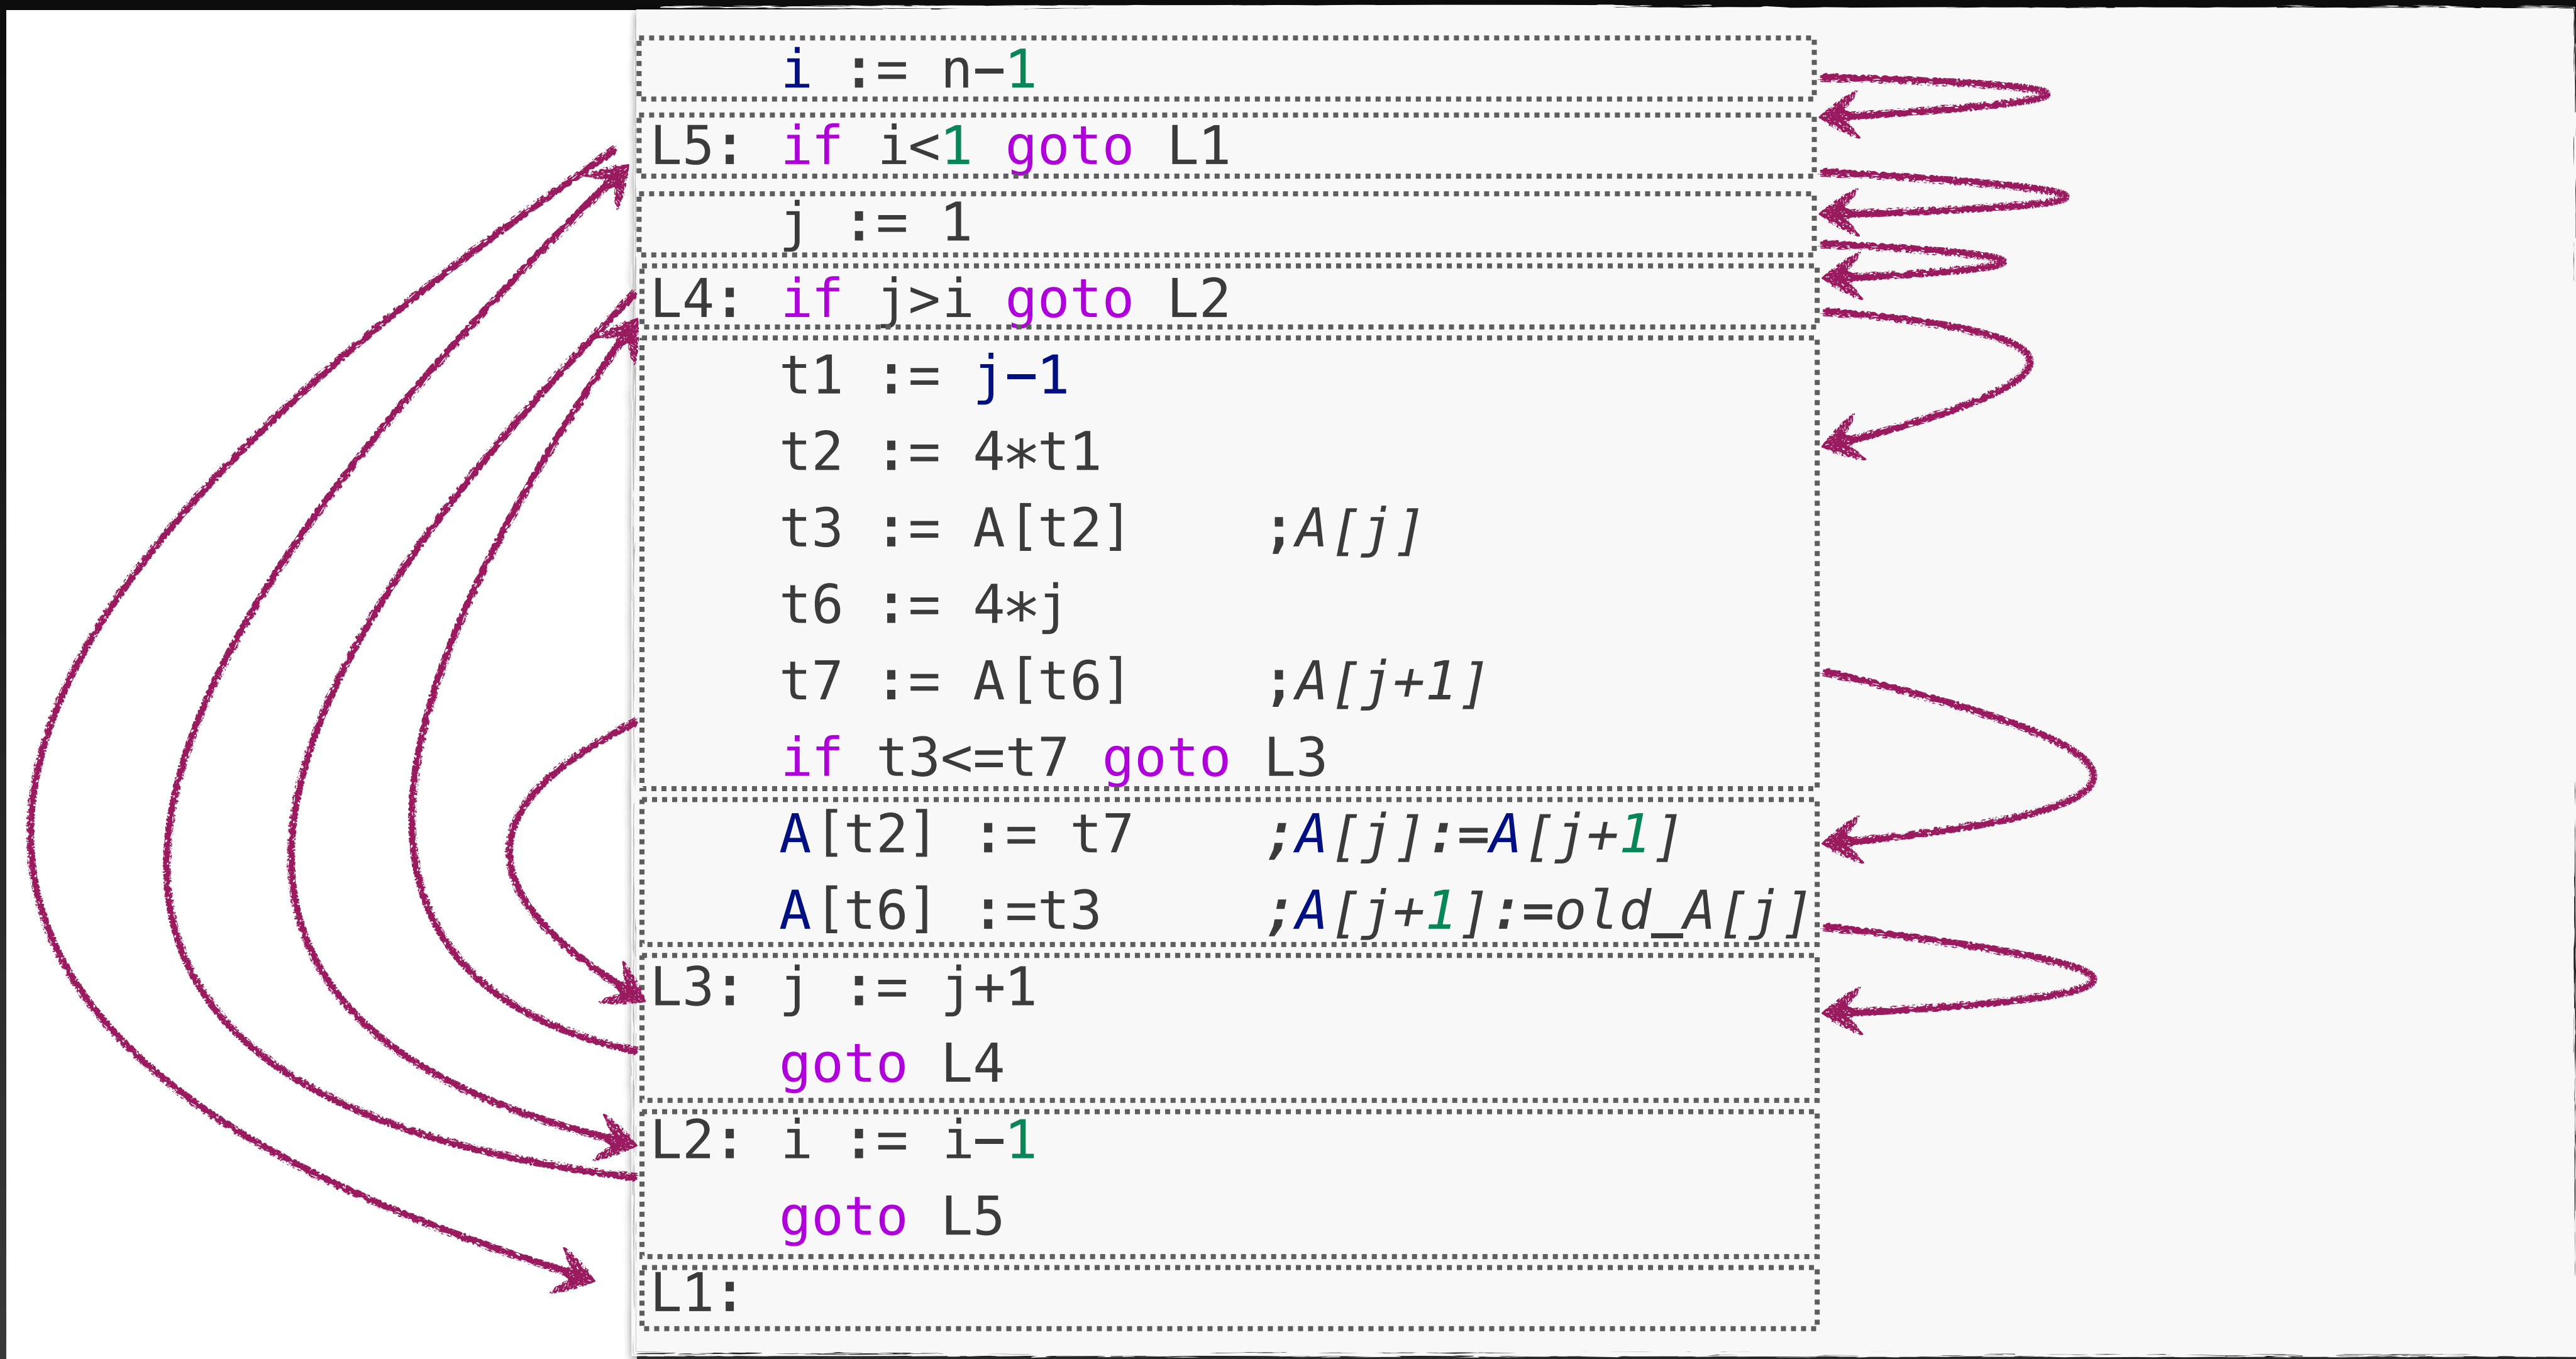 i := n-1
L5: if i<1 goto L1
j := 1
L4: if j>i goto L2
t1 := j-1
t2 := 4*t1
t3 := A[t2] ;A[j]
t6 := 4*j
t7 := A[t6] ;A[j+1]
if t3<=t7 goto L3
A[t2] := t7 ;A[j]:=A[j+1]
A[t6] :=t3 ;A[j+1]:=old_A[j]
L3: j := j+1
goto L4
L2: i := i-1
goto L5
L1: